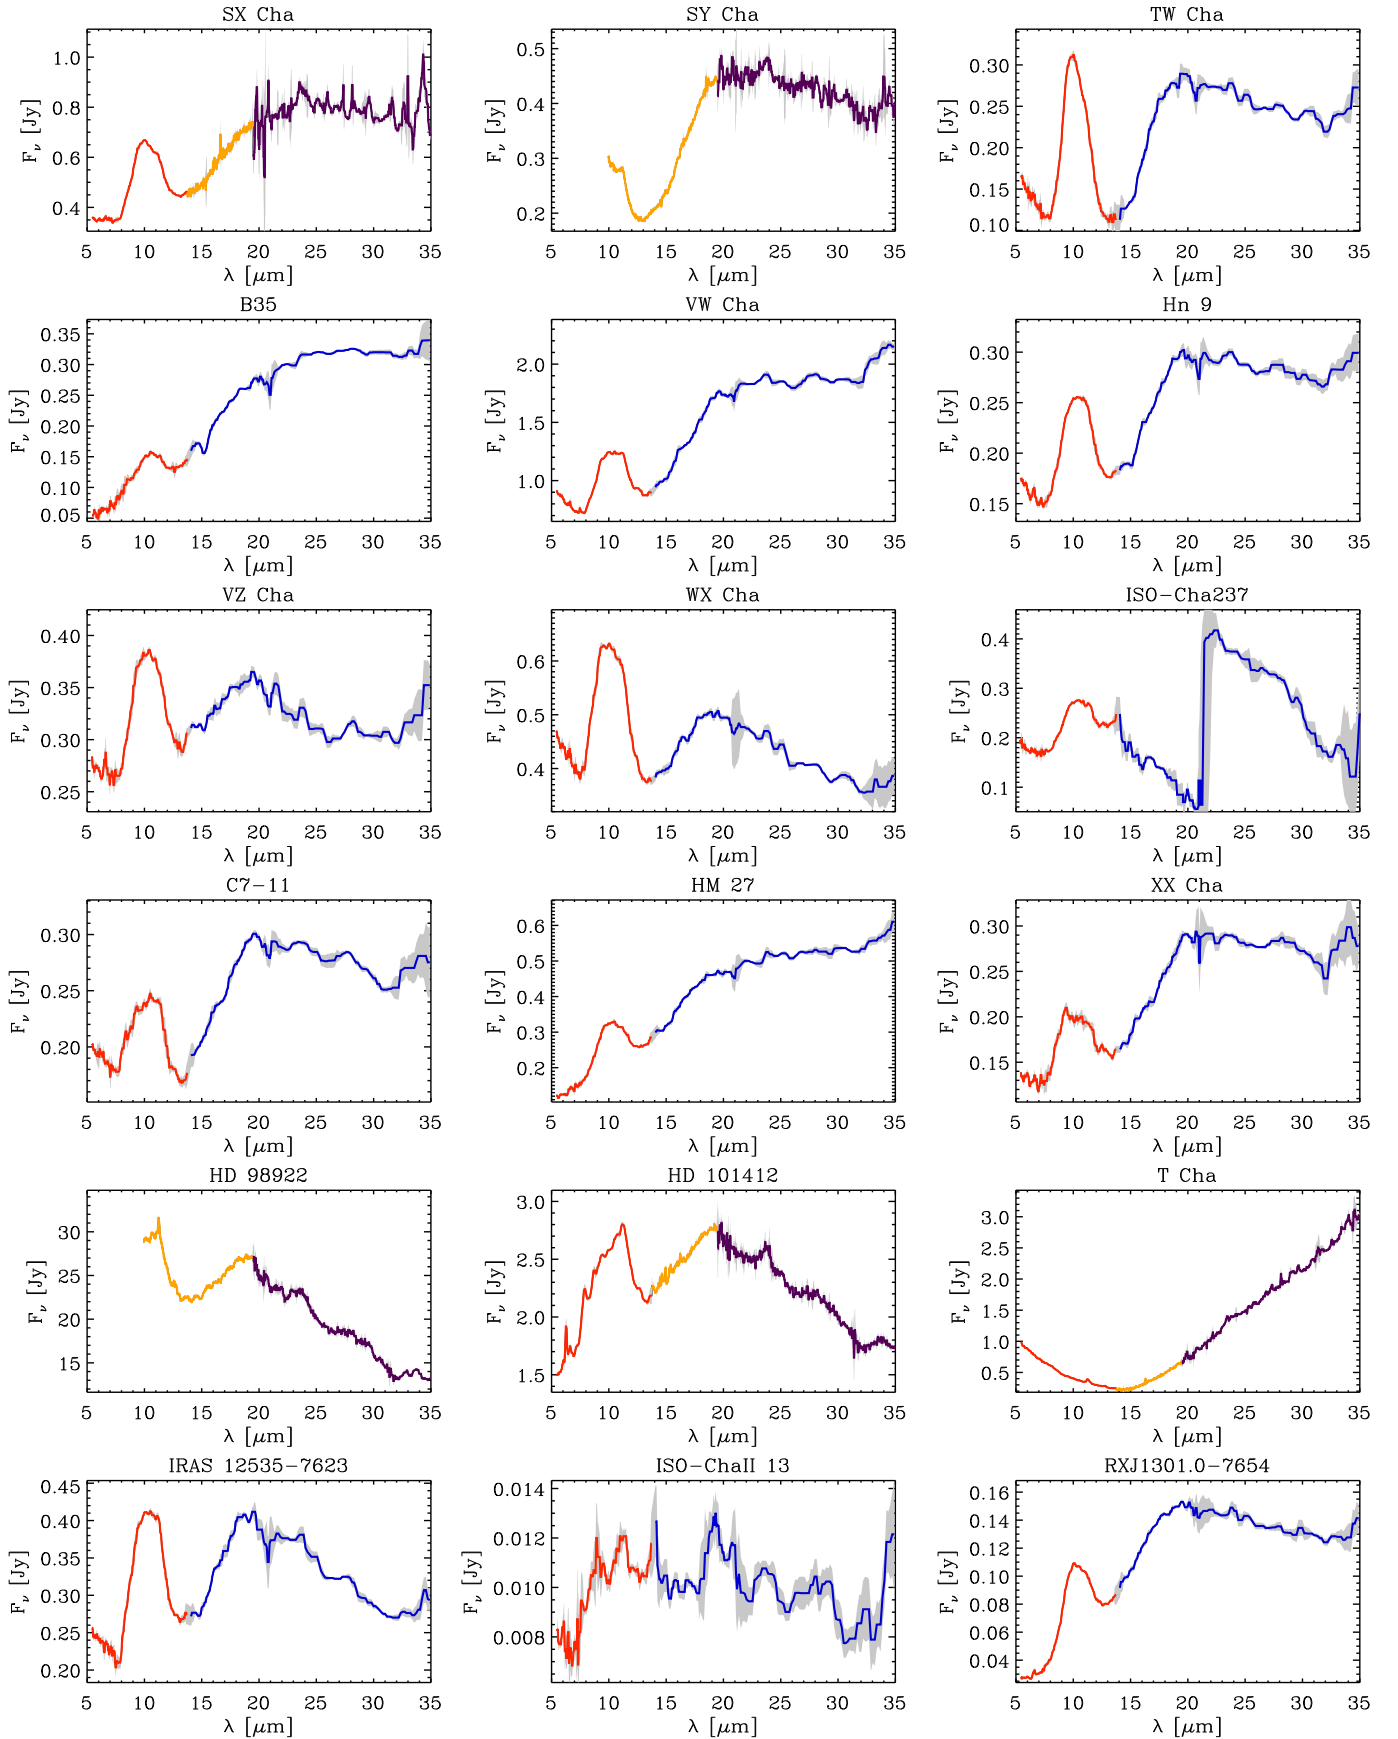 SX Cha SY Cha TW Cha
1.0 0.8 0.6 0.4 F_ν [Jy] 0.5 0.4 0.3 0.2 F_ν [Jy] 0.30 0.25 0.20 0.15 0.10 F_ν [Jy]
5 10 15 20 25 30 35 5 10 15 20 25 30 35 5 10 15 20 25 30 35
λ [μm] λ [μm] λ [μm]
B35 VW Cha Hn 9
0.35 0.30 0.25 0.20 0.15 0.10 0.05 F_ν [Jy] 2.0 1.5 1.0 F_ν [Jy] 0.30 0.25 0.20 0.15 F_ν [Jy]
5 10 15 20 25 30 35 5 10 15 20 25 30 35 5 10 15 20 25 30 35
λ [μm] λ [μm] λ [μm]
VZ Cha WX Cha ISO-Cha237
0.40 0.35 0.30 0.25 F_ν [Jy] 0.6 0.5 0.4 F_ν [Jy] 0.4 0.3 0.2 0.1 F_ν [Jy]
5 10 15 20 25 30 35 5 10 15 20 25 30 35 5 10 15 20 25 30 35
λ [μm] λ [μm] λ [μm]
C7-11 HM 27 XX Cha
0.30 0.25 0.20 F_ν [Jy] 0.6 0.5 0.4 0.3 0.2 F_ν [Jy] 0.30 0.25 0.20 0.15 F_ν [Jy]
5 10 15 20 25 30 35 5 10 15 20 25 30 35 5 10 15 20 25 30 35
λ [μm] λ [μm] λ [μm]
HD 98922 HD 101412 T Cha
30 25 20 15 F_ν [Jy] 3.0 2.5 2.0 1.5 F_ν [Jy] 3.0 2.5 2.0 1.5 1.0 0.5 F_ν [Jy]
5 10 15 20 25 30 35 5 10 15 20 25 30 35 5 10 15 20 25 30 35
λ [μm] λ [μm] λ [μm]
IRAS 12535-7623 ISO-ChaII 13 RXJ1301.0-7654
0.45 0.40 0.35 0.30 0.25 0.20 F_ν [Jy] 0.014 0.012 0.010 0.008 F_ν [Jy] 0.16 0.14 0.12 0.10 0.08 0.06 0.04 F_ν [Jy]
5 10 15 20 25 30 35 5 10 15 20 25 30 35 5 10 15 20 25 30 35
λ [μm] λ [μm] λ [μm]